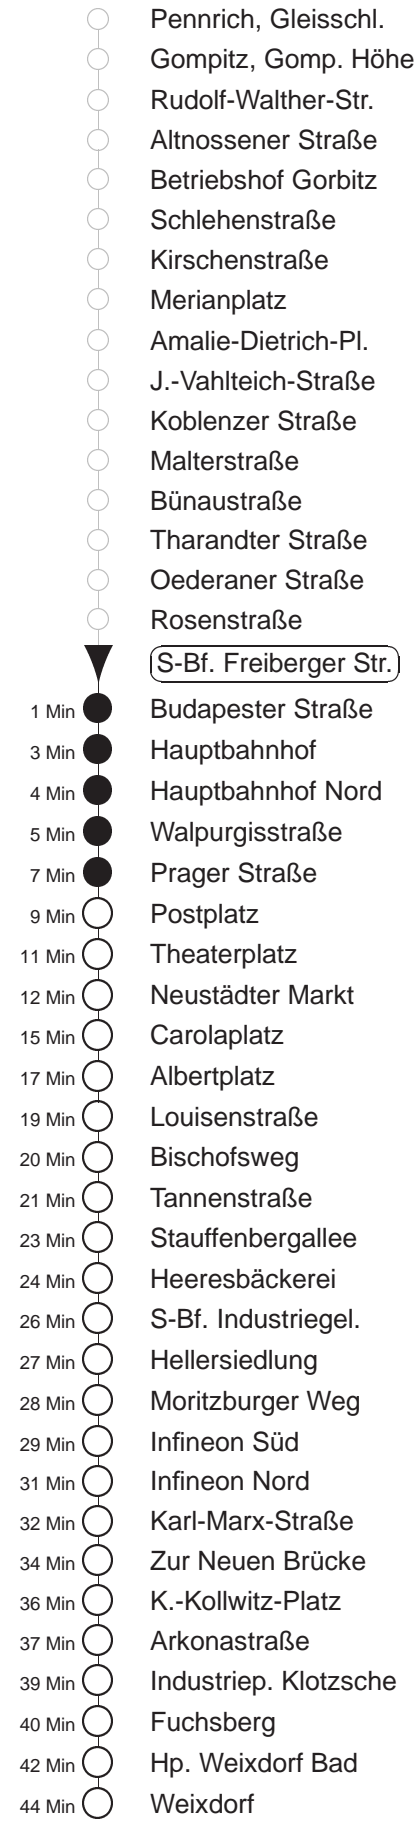 Pennrich, Gleisschl.
Gompitz, Gomp. Höhe
Rudolf-Walther-Str.
Altnossener Straße
Betriebshof Gorbitz
Schlehenstraße
Kirschenstraße
Merianplatz
Amalie-Dietrich-Pl.
J.-Vahlteich-Straße
Koblenzer Straße
Malterstraße
Bünaustraße
Tharandter Straße
Oederaner Straße
Rosenstraße
S-Bf. Freiberger Str.
1 Min Budapester Straße
3 Min Hauptbahnhof
4 Min Hauptbahnhof Nord
5 Min Walpurgisstraße
7 Min Prager Straße
9 Min Postplatz
11 Min Theaterplatz
12 Min Neustädter Markt
15 Min Carolaplatz
17 Min Albertplatz
19 Min Louisenstraße
20 Min Bischofsweg
21 Min Tannenstraße
23 Min Stauffenbergallee
24 Min Heeresbäckerei
26 Min S-Bf. Industriegel.
27 Min Hellersiedlung
28 Min Moritzburger Weg
29 Min Infineon Süd
31 Min Infineon Nord
32 Min Karl-Marx-Straße
34 Min Zur Neuen Brücke
36 Min K.-Kollwitz-Platz
37 Min Arkonastraße
39 Min Industriep. Klotzsche
40 Min Fuchsberg
42 Min Hp. Weixdorf Bad
44 Min Weixdorf